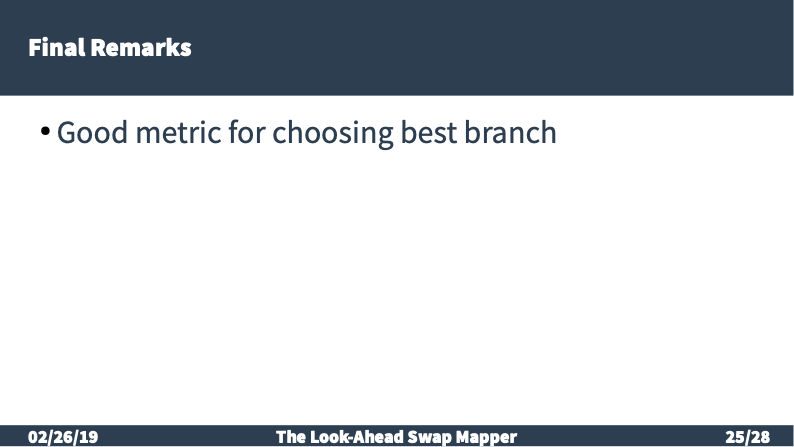 Final Remarks
• Good metric for choosing best branch
02/26/19
The Look-Ahead Swap Mapper
25/28